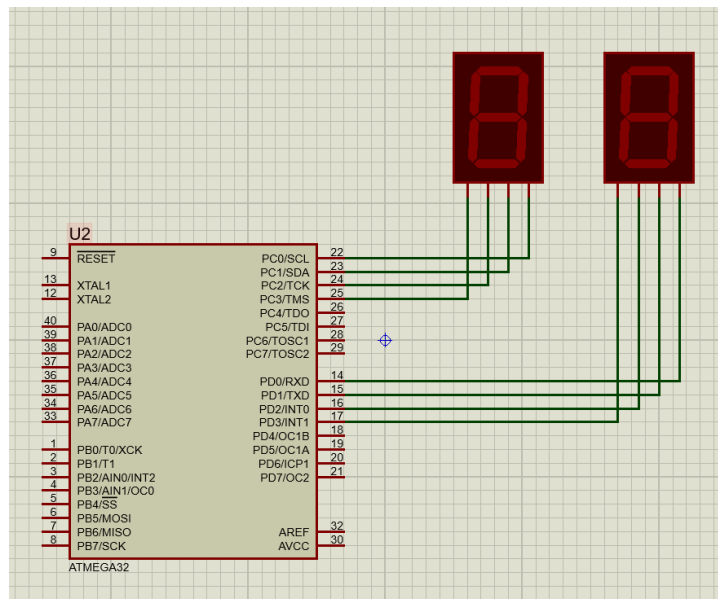 U2
9 RESET PC0/SCL 22
PC1/SDA 23
13 XTAL1 PC2/TCK 24
12 XTAL2 PC3/TMS 25
PC4/TDO 26
40 PA0/ADC0 PC5/TDI 27
39 PA1/ADC1 PC6/TOSC1 28
38 PA2/ADC2 PC7/TOSC2 29
37 PA3/ADC3
36 PA4/ADC4 PD0/RXD 14
35 PA5/ADC5 PD1/TXD 15
34 PA6/ADC6 PD2/INT0 16
33 PA7/ADC7 PD3/INT1 17
PD4/OC1B 18
1 PB0/T0/XCK PD5/OC1A 19
2 PB1/T1 PD6/ICP1 20
3 PB2/AIN0/INT2 PD7/OC2 21
4 PB3/AIN1/OC0
5 PB4/SS
6 PB5/MOSI
7 PB6/MISO AREF 32
8 PB7/SCK AVCC 30
ATMEGA32